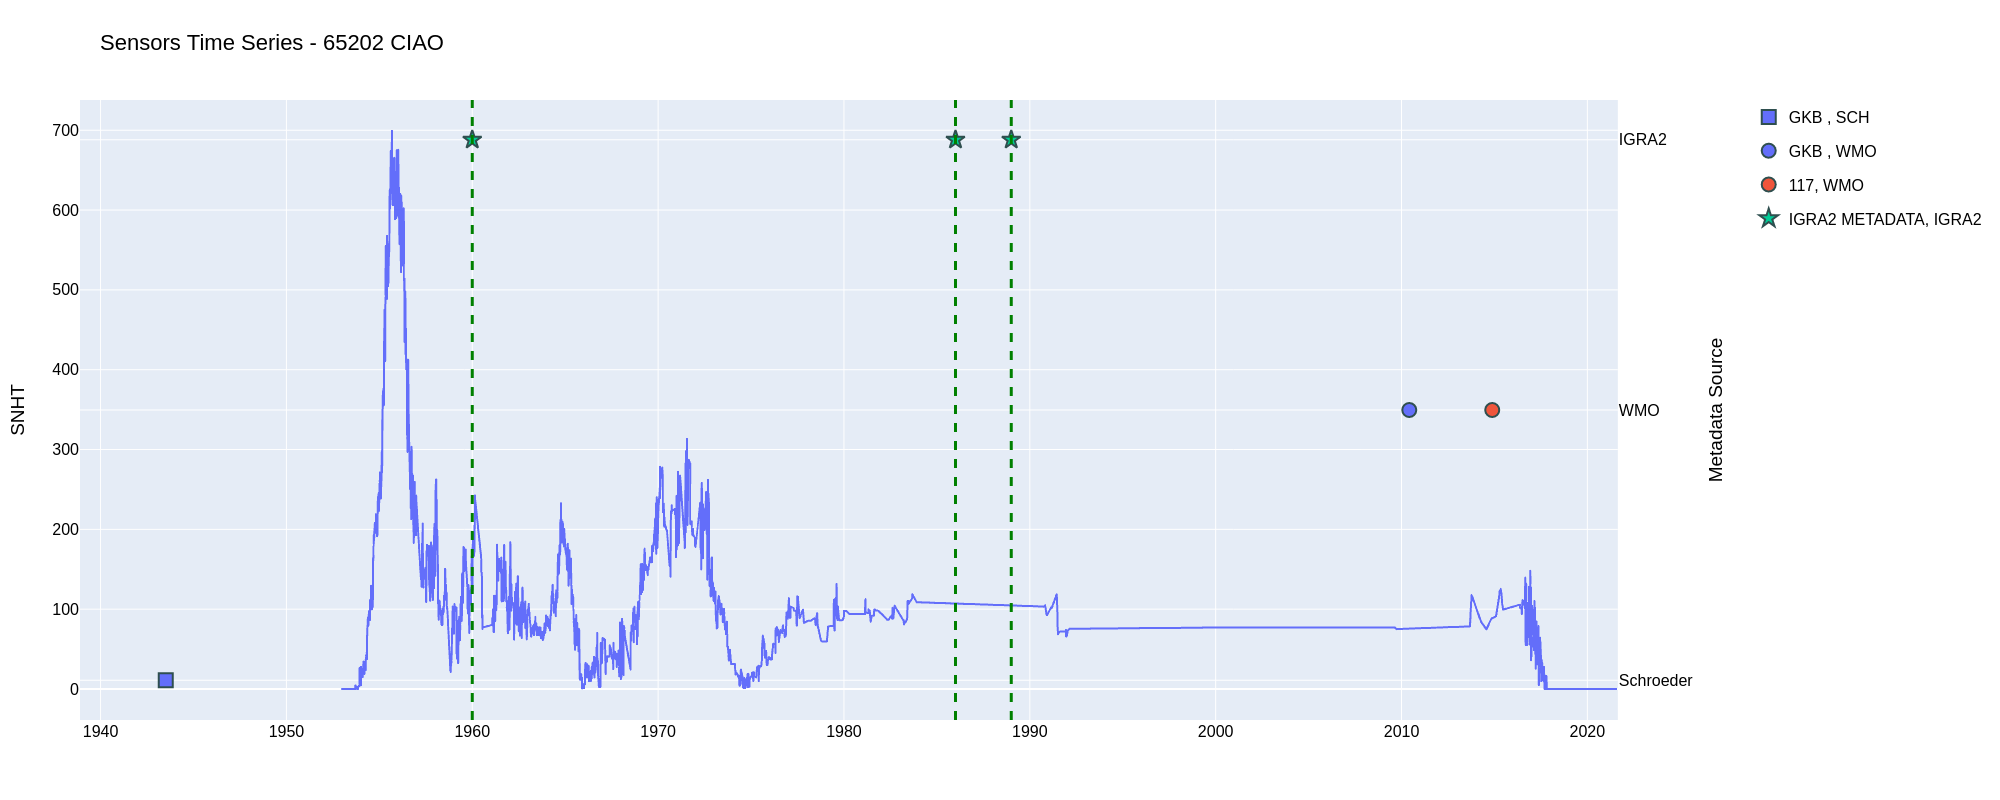 Sensors Time Series - 65202 CIAO
GKB , SCH
GKB , WMO
117, WMO
IGRA2 METADATA, IGRA2
SNHT
700
600
500
400
300
200
100
0
IGRA2
WMO
Schroeder
Metadata Source
1940 1950 1960 1970 1980 1990 2000 2010 2020